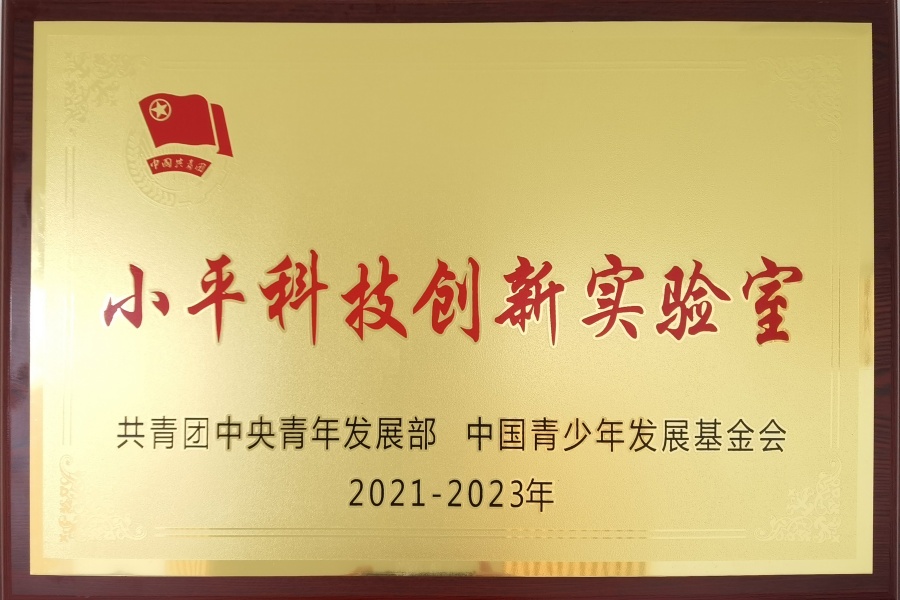 中国共青团
小平科技创新实验室
共青团中央青年发展部 中国青少年发展基金会
2021-2023年